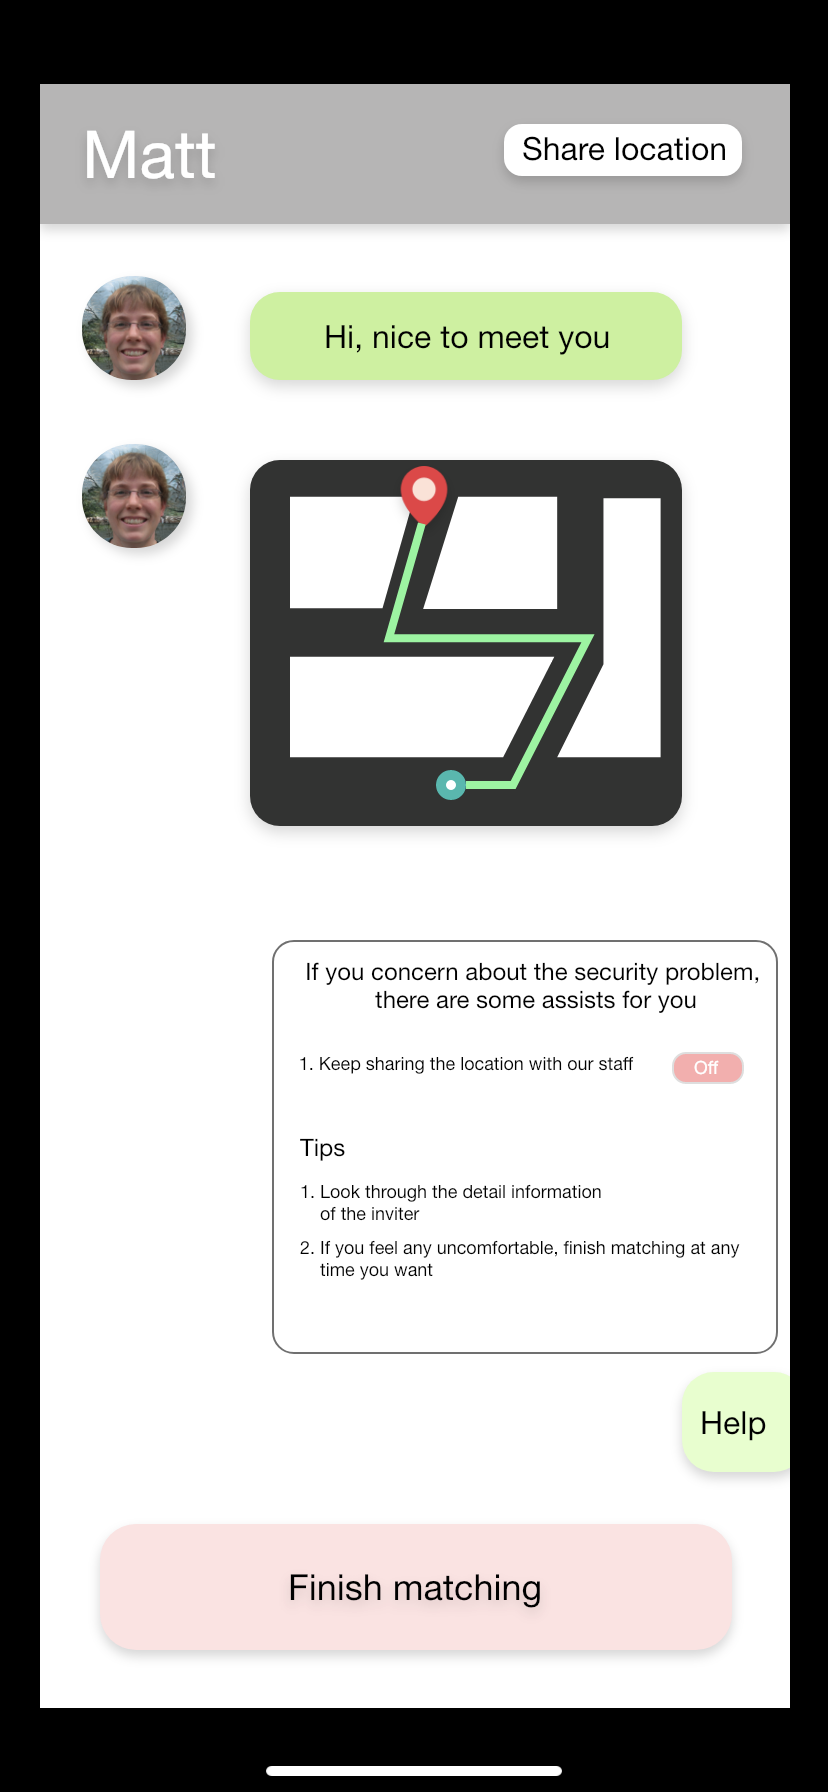 Matt
Share location
Hi, nice to meet you
If you concern about the security problem,
there are some assists for you
1. Keep sharing the location with our staff
Off
Tips
1. Look through the detail information
of the inviter
2. If you feel any uncomfortable, finish matching at any
time you want
Help
Finish matching